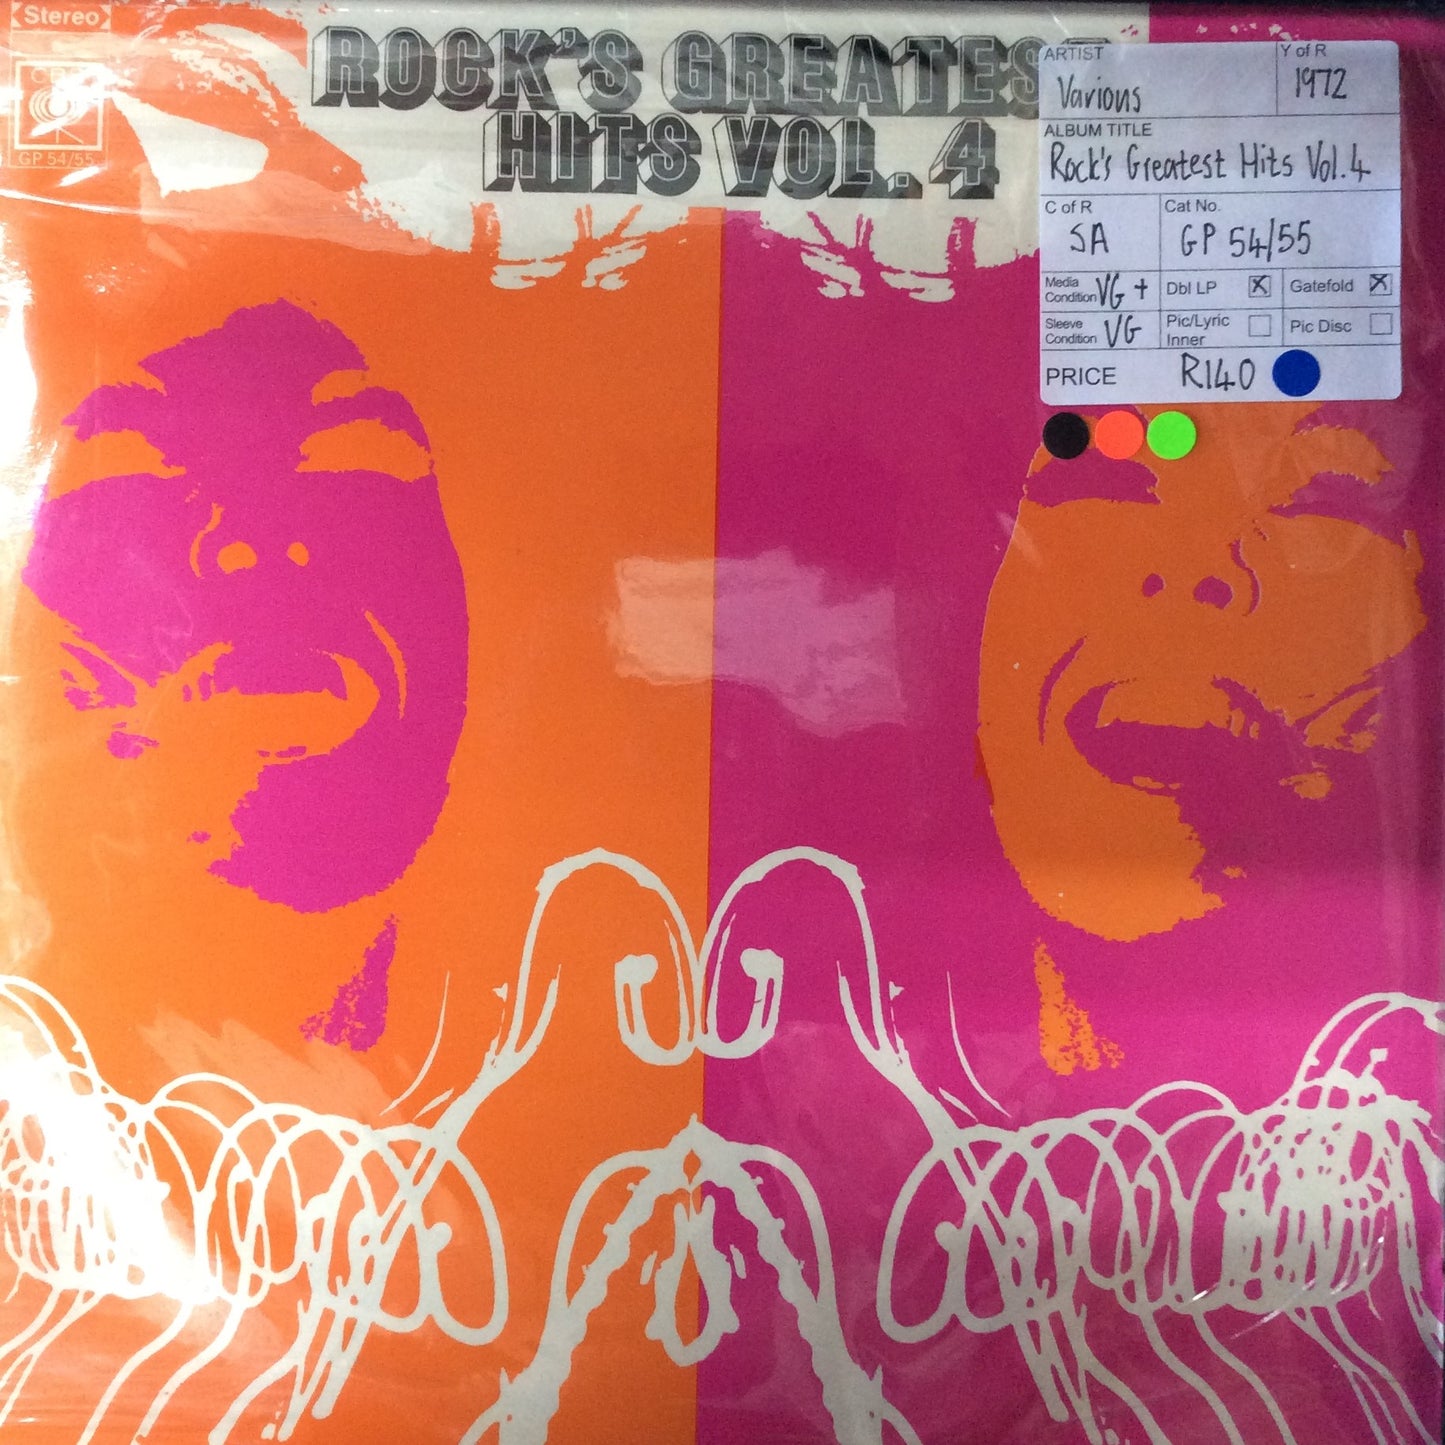 Stereo
CBS
GP 54/55
ROCK'S GREATES
HITS VOL. 4
ARTIST
Various
Y of R
1972
ALBUM TITLE
Rock's Greatest Hits Vol.4
C of R
SA
Cat No.
GP 54/55
Media
Condition VG +
Dbl LP
Gatefold
Sleeve
Condition VG
Pic/Lyric
Inner
Pic Disc
PRICE R140